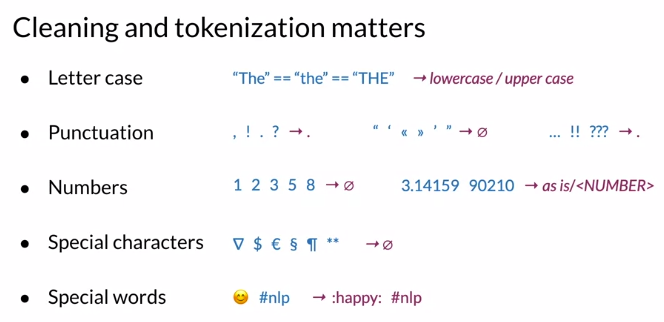 Cleaning and tokenization matters
● Letter case “The” == “the” == “THE” → lowercase / upper case
● Punctuation , ! . ? → . “ ‘ « » ’ ” → ∅ ... !! ??? → .
● Numbers 1 2 3 5 8 → ∅ 3.14159 90210 → as is/<NUMBER>
● Special characters ∇ $ € § ¶ ** → ∅
● Special words 😊 #nlp → :happy: #nlp